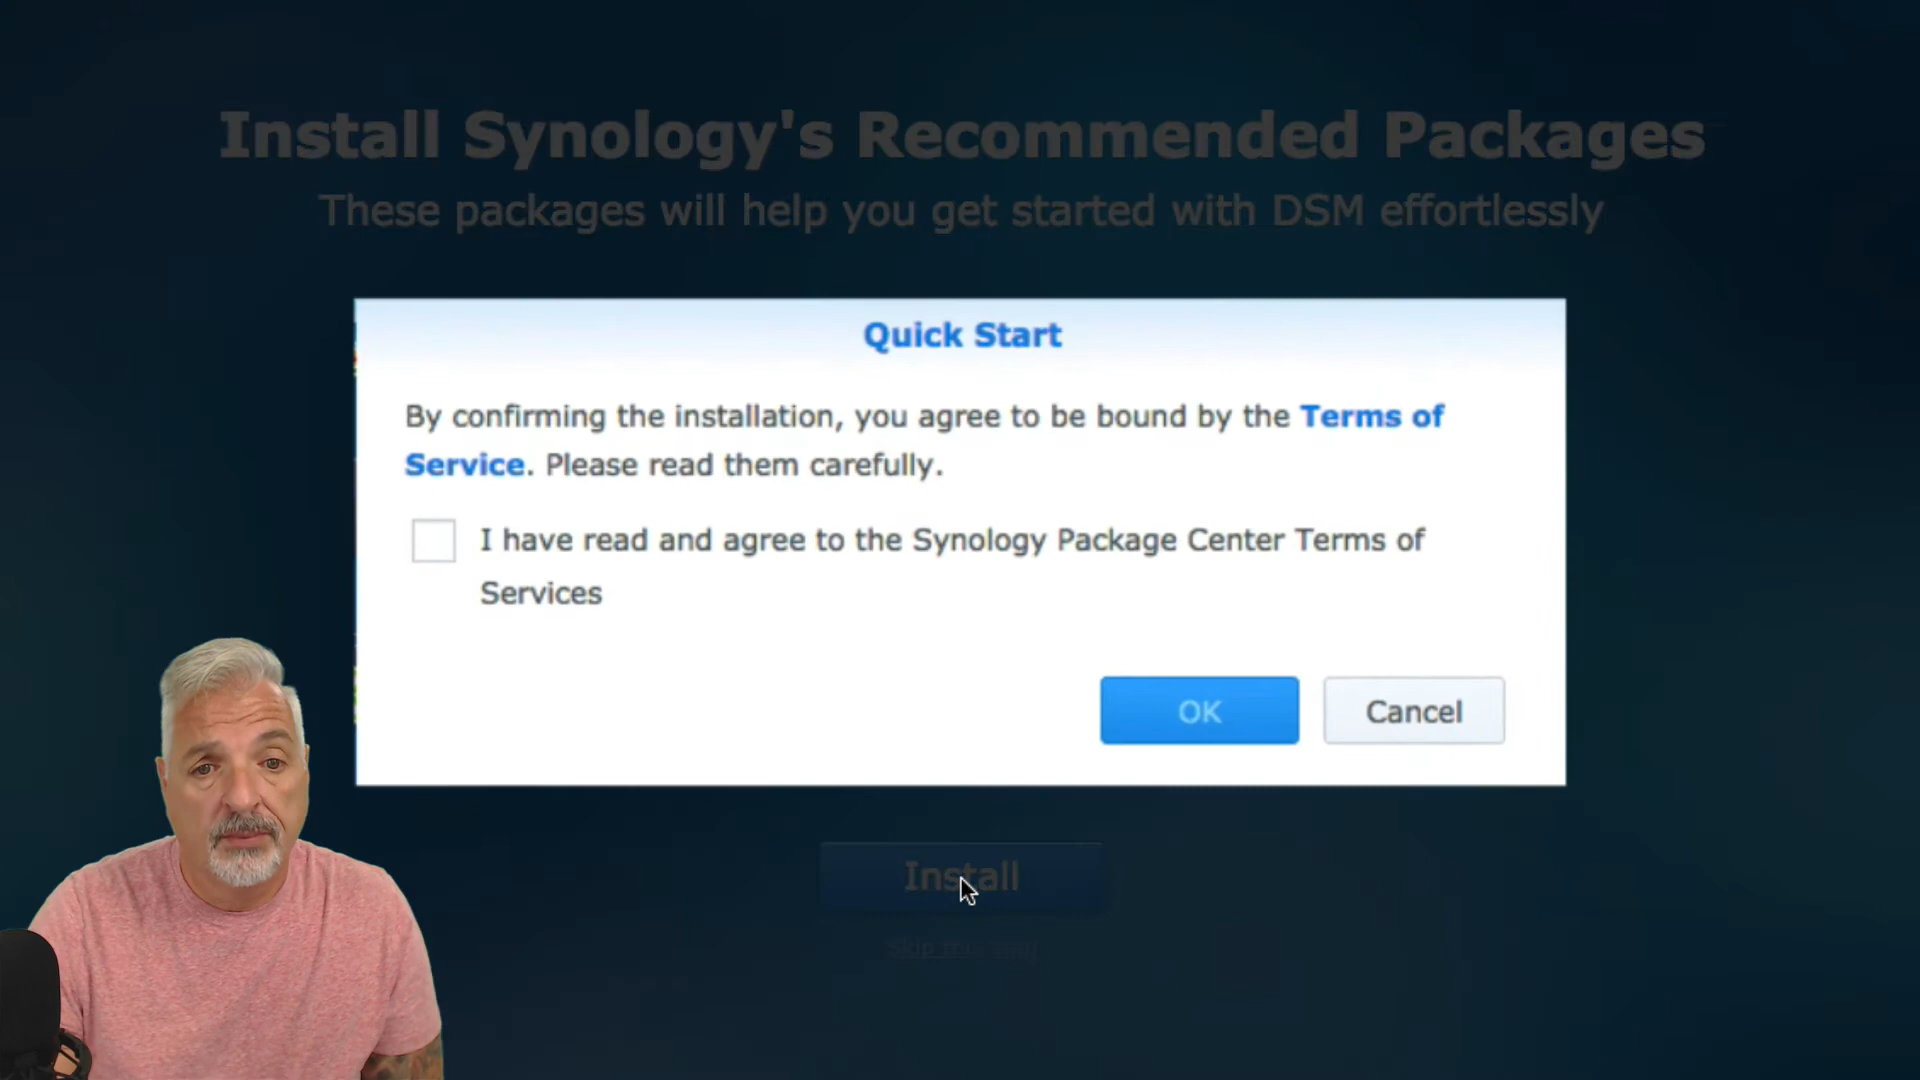 Install Synology's Recommended Packages
These packages will help you get started with DSM effortlessly
Quick Start
By confirming the installation, you agree to be bound by the Terms of
Service. Please read them carefully.
I have read and agree to the Synology Package Center Terms of
Services
OK
Cancel
Install
Skip this